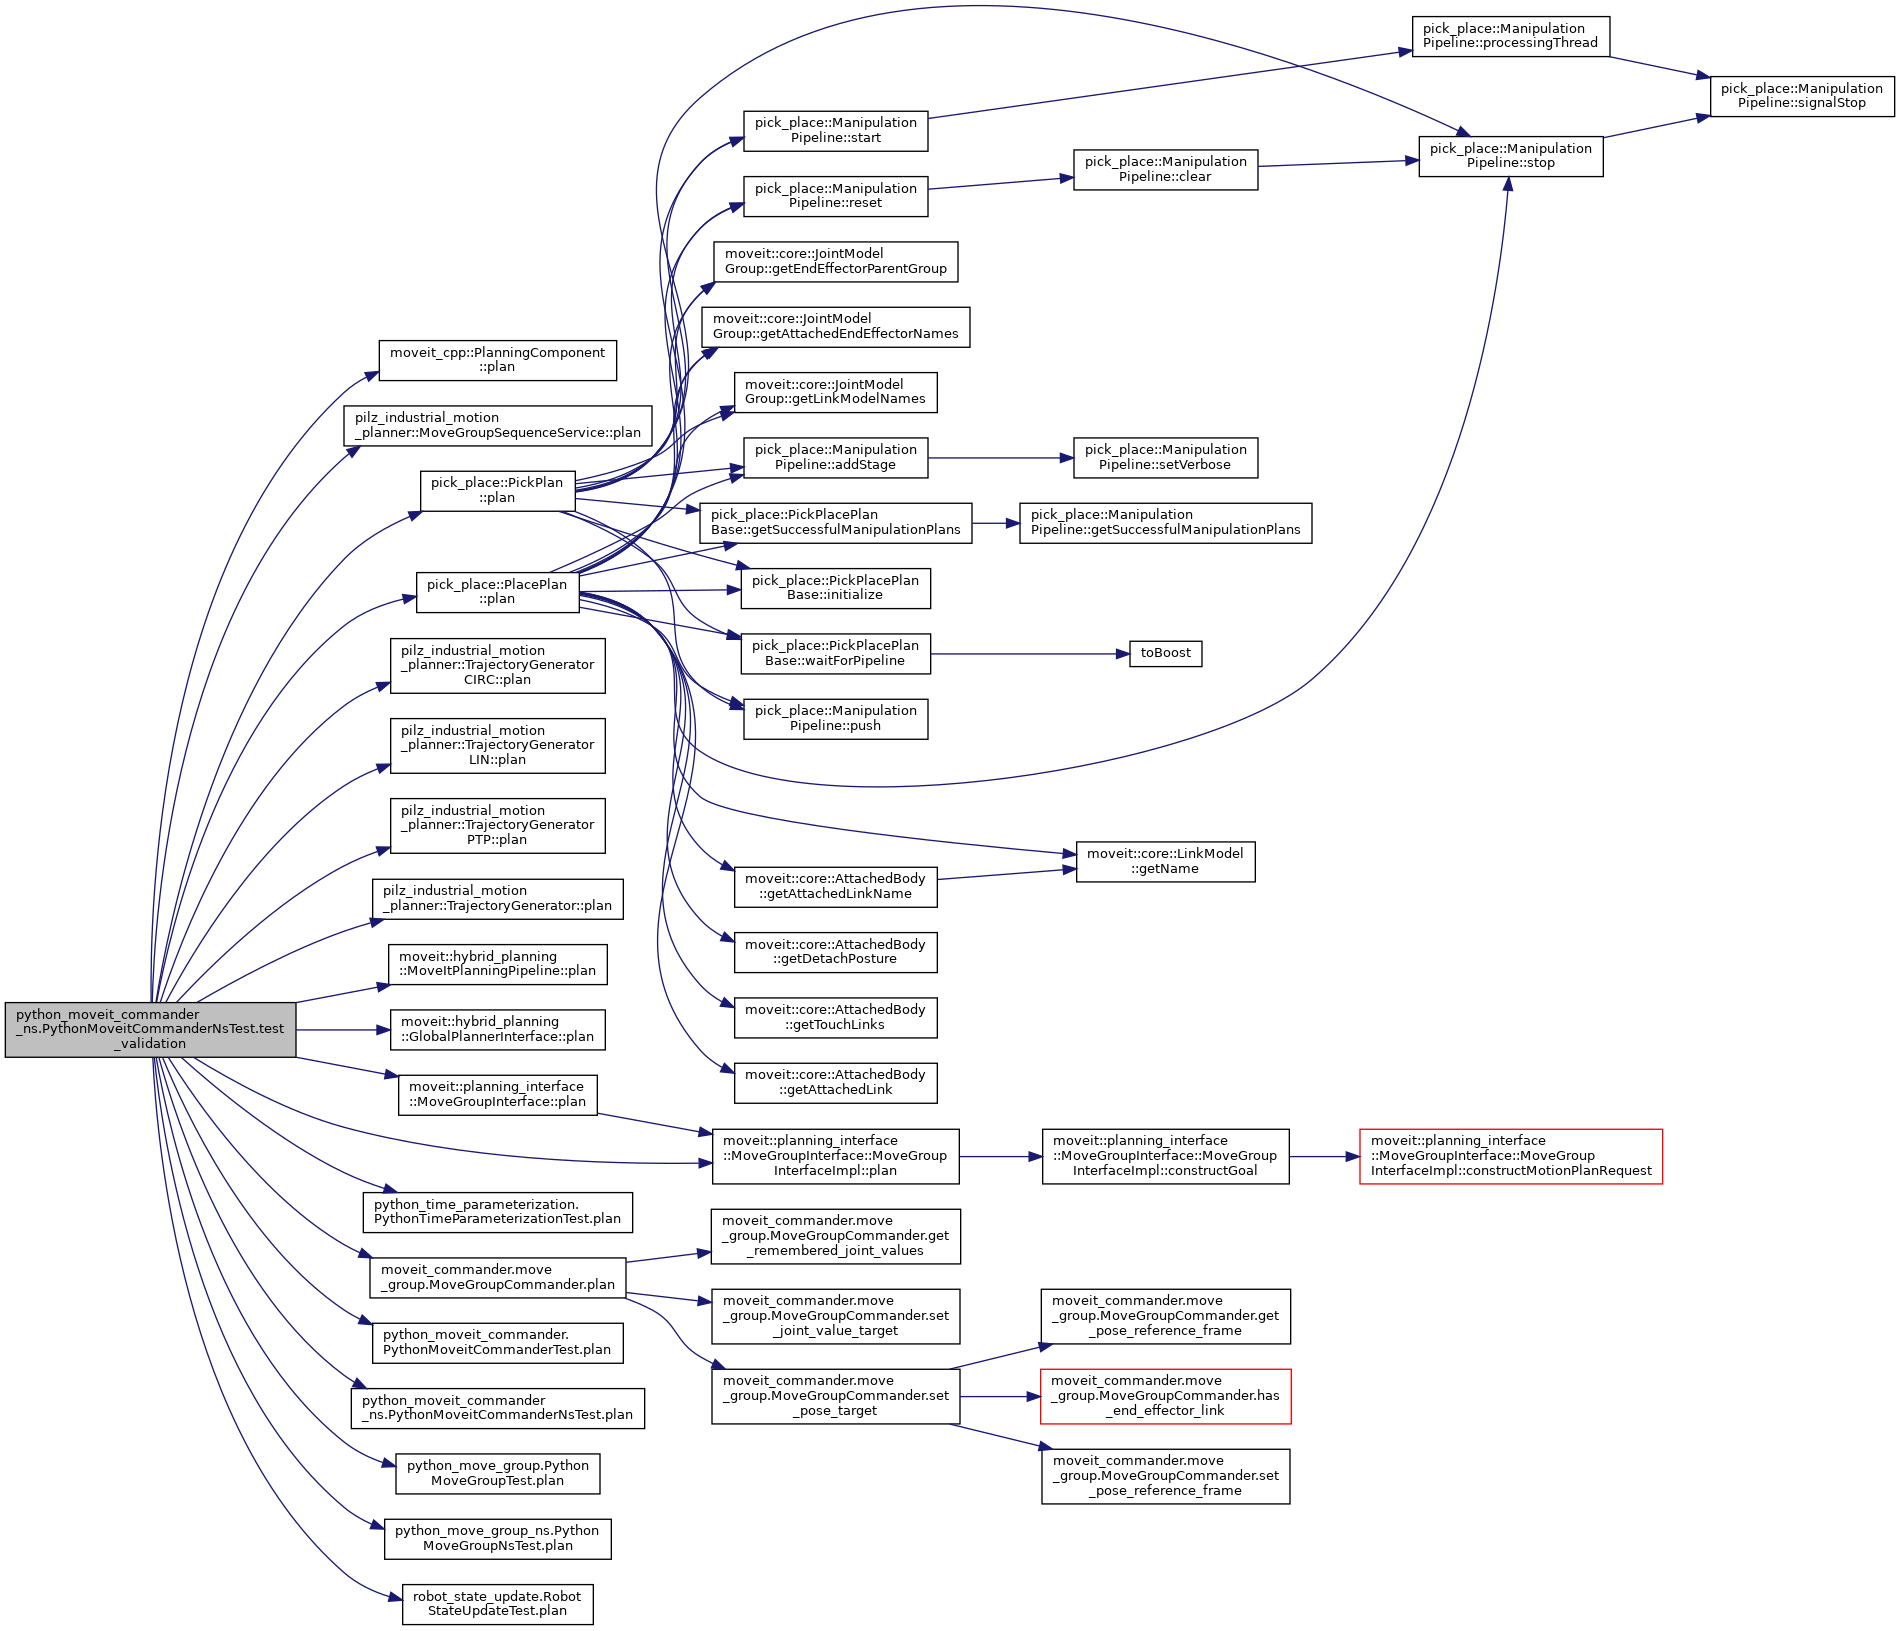 python_moveit_commander
_ns.PythonMoveitCommanderNsTest.test
_validation
moveit_cpp::PlanningComponent
::plan
pilz_industrial_motion
_planner::MoveGroupSequenceService::plan
pick_place::PickPlan
::plan
pick_place::PlacePlan
::plan
pilz_industrial_motion
_planner::TrajectoryGenerator
CIRC::plan
pilz_industrial_motion
_planner::TrajectoryGenerator
LIN::plan
pilz_industrial_motion
_planner::TrajectoryGenerator
PTP::plan
pilz_industrial_motion
_planner::TrajectoryGenerator::plan
moveit::hybrid_planning
::MoveItPlanningPipeline::plan
moveit::hybrid_planning
::GlobalPlannerInterface::plan
moveit::planning_interface
::MoveGroupInterface::plan
python_time_parameterization.
PythonTimeParameterizationTest.plan
moveit_commander.move
_group.MoveGroupCommander.plan
python_moveit_commander.
PythonMoveitCommanderTest.plan
python_moveit_commander
_ns.PythonMoveitCommanderNsTest.plan
python_move_group.Python
MoveGroupTest.plan
python_move_group_ns.Python
MoveGroupNsTest.plan
robot_state_update.Robot
StateUpdateTest.plan
pick_place::Manipulation
Pipeline::start
pick_place::Manipulation
Pipeline::reset
moveit::core::JointModel
Group::getEndEffectorParentGroup
moveit::core::JointModel
Group::getAttachedEndEffectorNames
moveit::core::JointModel
Group::getLinkModelNames
pick_place::Manipulation
Pipeline::addStage
pick_place::PickPlacePlan
Base::getSuccessfulManipulationPlans
pick_place::PickPlacePlan
Base::initialize
pick_place::PickPlacePlan
Base::waitForPipeline
pick_place::Manipulation
Pipeline::push
moveit::core::AttachedBody
::getAttachedLinkName
moveit::core::AttachedBody
::getDetachPosture
moveit::core::AttachedBody
::getTouchLinks
moveit::core::AttachedBody
::getAttachedLink
moveit::planning_interface
::MoveGroupInterface::MoveGroup
InterfaceImpl::plan
moveit_commander.move
_group.MoveGroupCommander.get
_remembered_joint_values
moveit_commander.move
_group.MoveGroupCommander.set
_joint_value_target
moveit_commander.move
_group.MoveGroupCommander.set
_pose_target
pick_place::Manipulation
Pipeline::clear
pick_place::Manipulation
Pipeline::setVerbose
pick_place::Manipulation
Pipeline::getSuccessfulManipulationPlans
toBoost
moveit::core::LinkModel
::getName
moveit::planning_interface
::MoveGroupInterface::MoveGroup
InterfaceImpl::constructGoal
moveit_commander.move
_group.MoveGroupCommander.get
_pose_reference_frame
moveit_commander.move
_group.MoveGroupCommander.has
_end_effector_link
moveit_commander.move
_group.MoveGroupCommander.set
_pose_reference_frame
pick_place::Manipulation
Pipeline::processingThread
pick_place::Manipulation
Pipeline::stop
moveit::planning_interface
::MoveGroupInterface::MoveGroup
InterfaceImpl::constructMotionPlanRequest
pick_place::Manipulation
Pipeline::signalStop